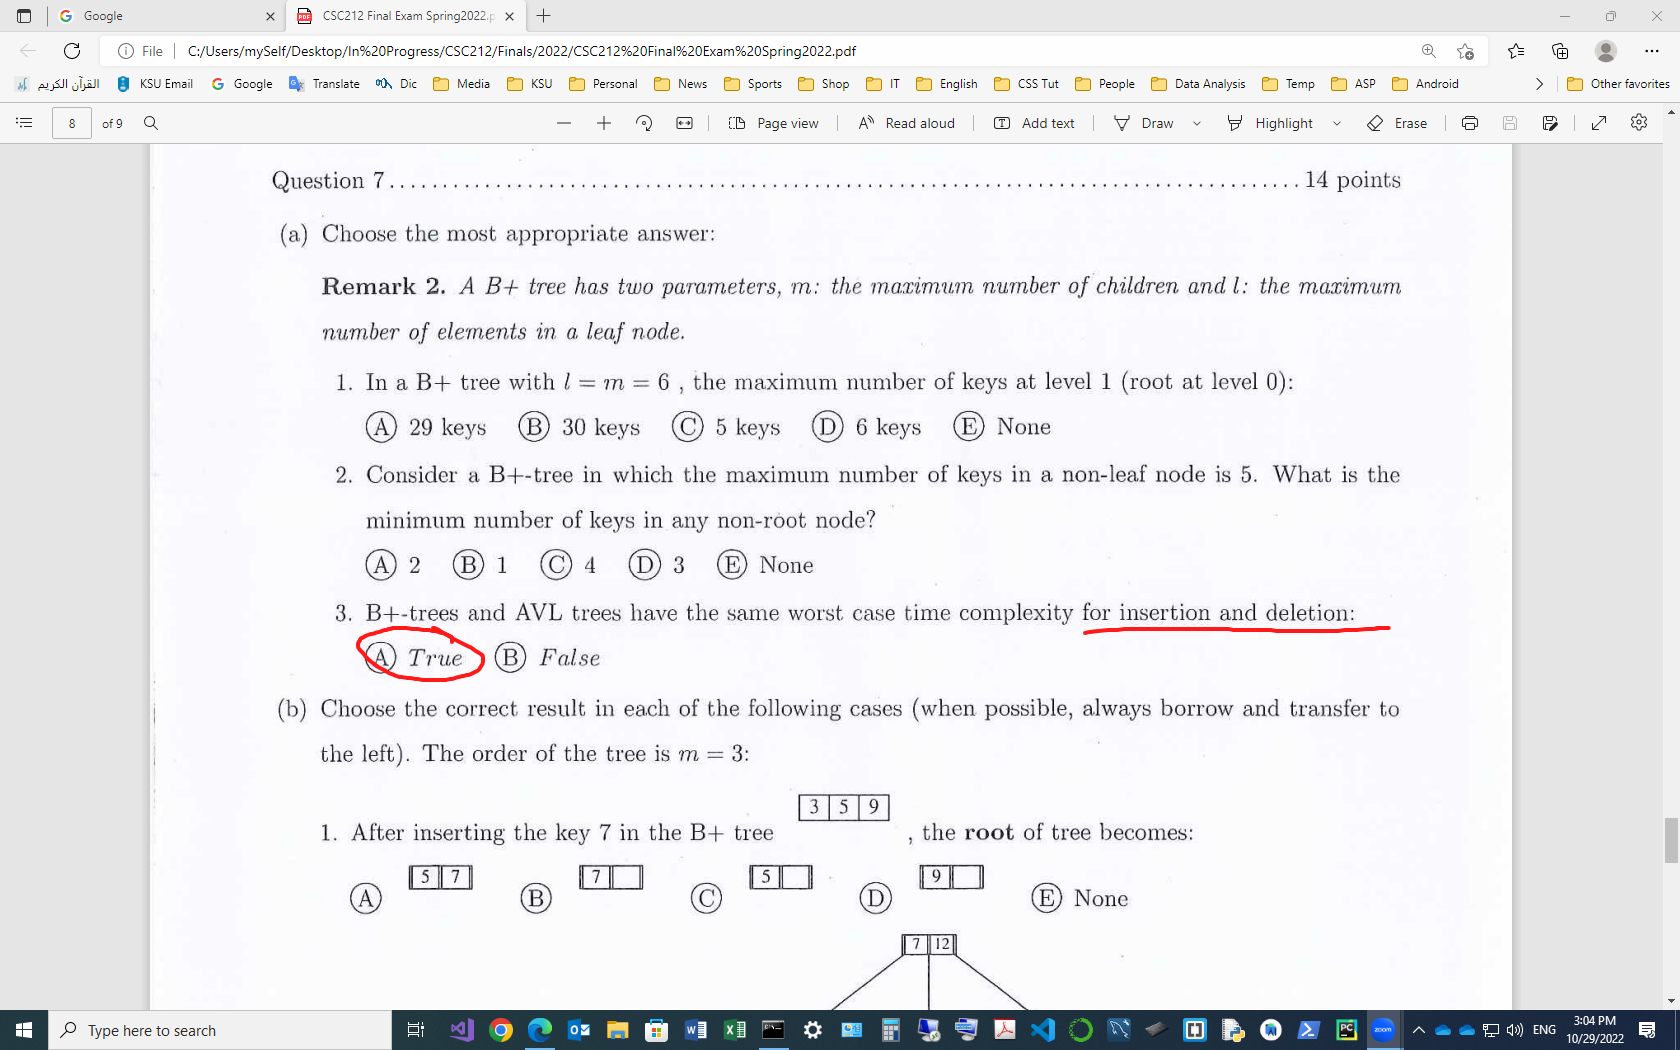 Google
CSC212 Final Exam Spring2022.p
File C:/Users/mySelf/Desktop/In%20Progress/CSC212/Finals/2022/CSC212%20Final%20Exam%20Spring2022.pdf
القرآن الكريم KSU Email Google Translate Dic Media KSU Personal News Sports Shop IT English CSS Tut People Data Analysis Temp ASP Android Other favorites
8 of 9 Page view Read aloud Add text Draw Highlight Erase
Question 7 ........................................................................................ 14 points
(a) Choose the most appropriate answer:
Remark 2. A B+ tree has two parameters, m: the maximum number of children and l: the maximum
number of elements in a leaf node.
1. In a B+ tree with l = m = 6 , the maximum number of keys at level 1 (root at level 0):
A 29 keys B 30 keys C 5 keys D 6 keys E None
2. Consider a B+-tree in which the maximum number of keys in a non-leaf node is 5. What is the
minimum number of keys in any non-root node?
A 2 B 1 C 4 D 3 E None
3. B+-trees and AVL trees have the same worst case time complexity for insertion and deletion:
A True B False
(b) Choose the correct result in each of the following cases (when possible, always borrow and transfer to
the left). The order of the tree is m = 3:
3 5 9
1. After inserting the key 7 in the B+ tree , the root of tree becomes:
5 7 7 5 9
A B C D E None
7 12
Type here to search
zoom
ENG
3:04 PM
10/29/2022